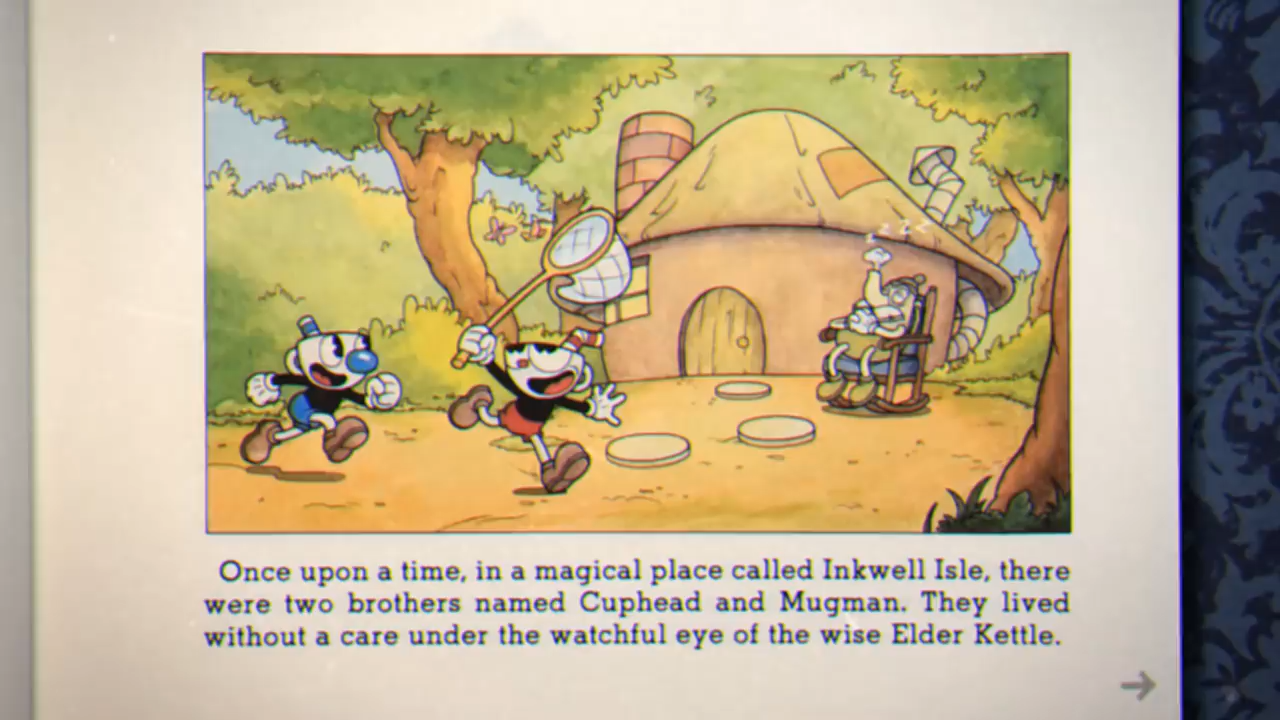 z z z z
Once upon a time, in a magical place called Inkwell Isle, there
were two brothers named Cuphead and Mugman. They lived
without a care under the watchful eye of the wise Elder Kettle.